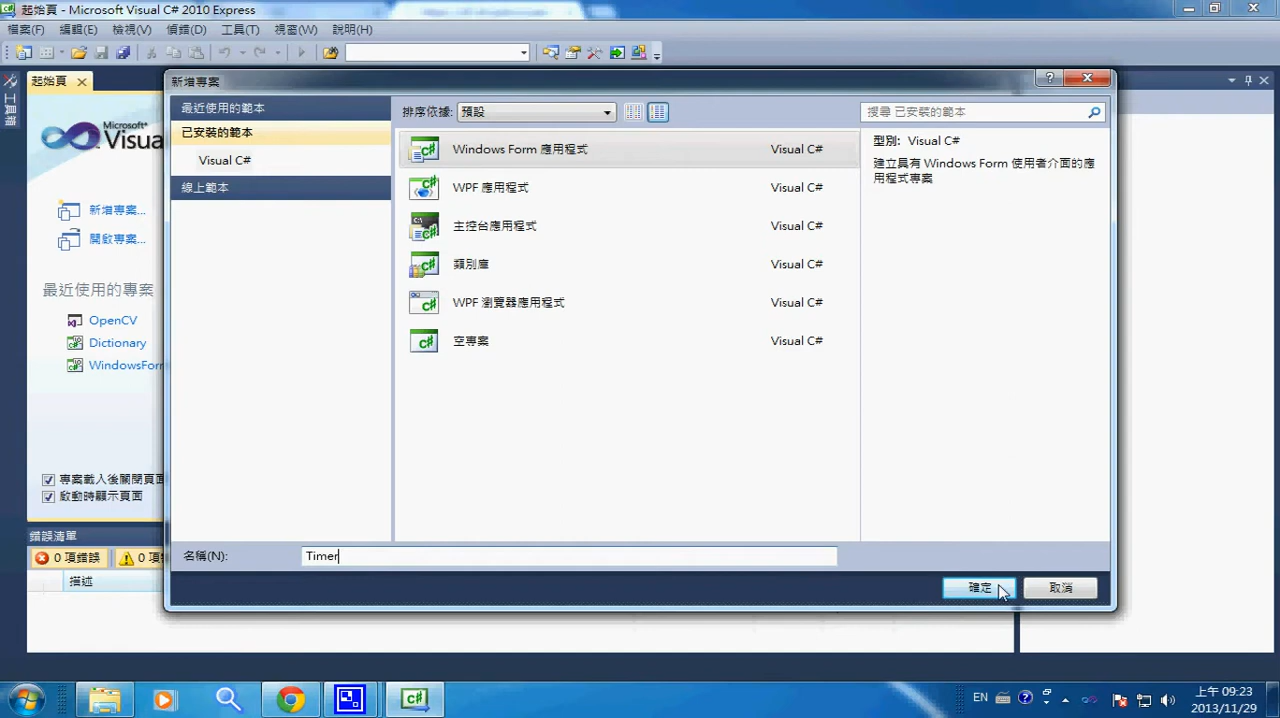 起始頁 - Microsoft Visual C# 2010 Express
檔案(F) 編輯(E) 檢視(V) 偵錯(D) 工具(T) 視窗(W) 說明(H)
起始頁
工具箱
Microsoft®
Visua
新增專案...
開啟專案...
最近使用的專案
OpenCV
Dictionary
WindowsForm
專案載入後關閉頁面
啟動時顯示頁面
錯誤清單
0 項錯誤 0 項
描述
新增專案
最近使用的範本
已安裝的範本
Visual C#
線上範本
排序依據: 預設
搜尋 已安裝的範本
Windows Form 應用程式 Visual C#
WPF 應用程式 Visual C#
主控台應用程式 Visual C#
類別庫 Visual C#
WPF 瀏覽器應用程式 Visual C#
空專案 Visual C#
型別: Visual C#
建立具有 Windows Form 使用者介面的應
用程式專案
名稱(N): Timer
確定 取消
EN
上午 09:23
2013/11/29